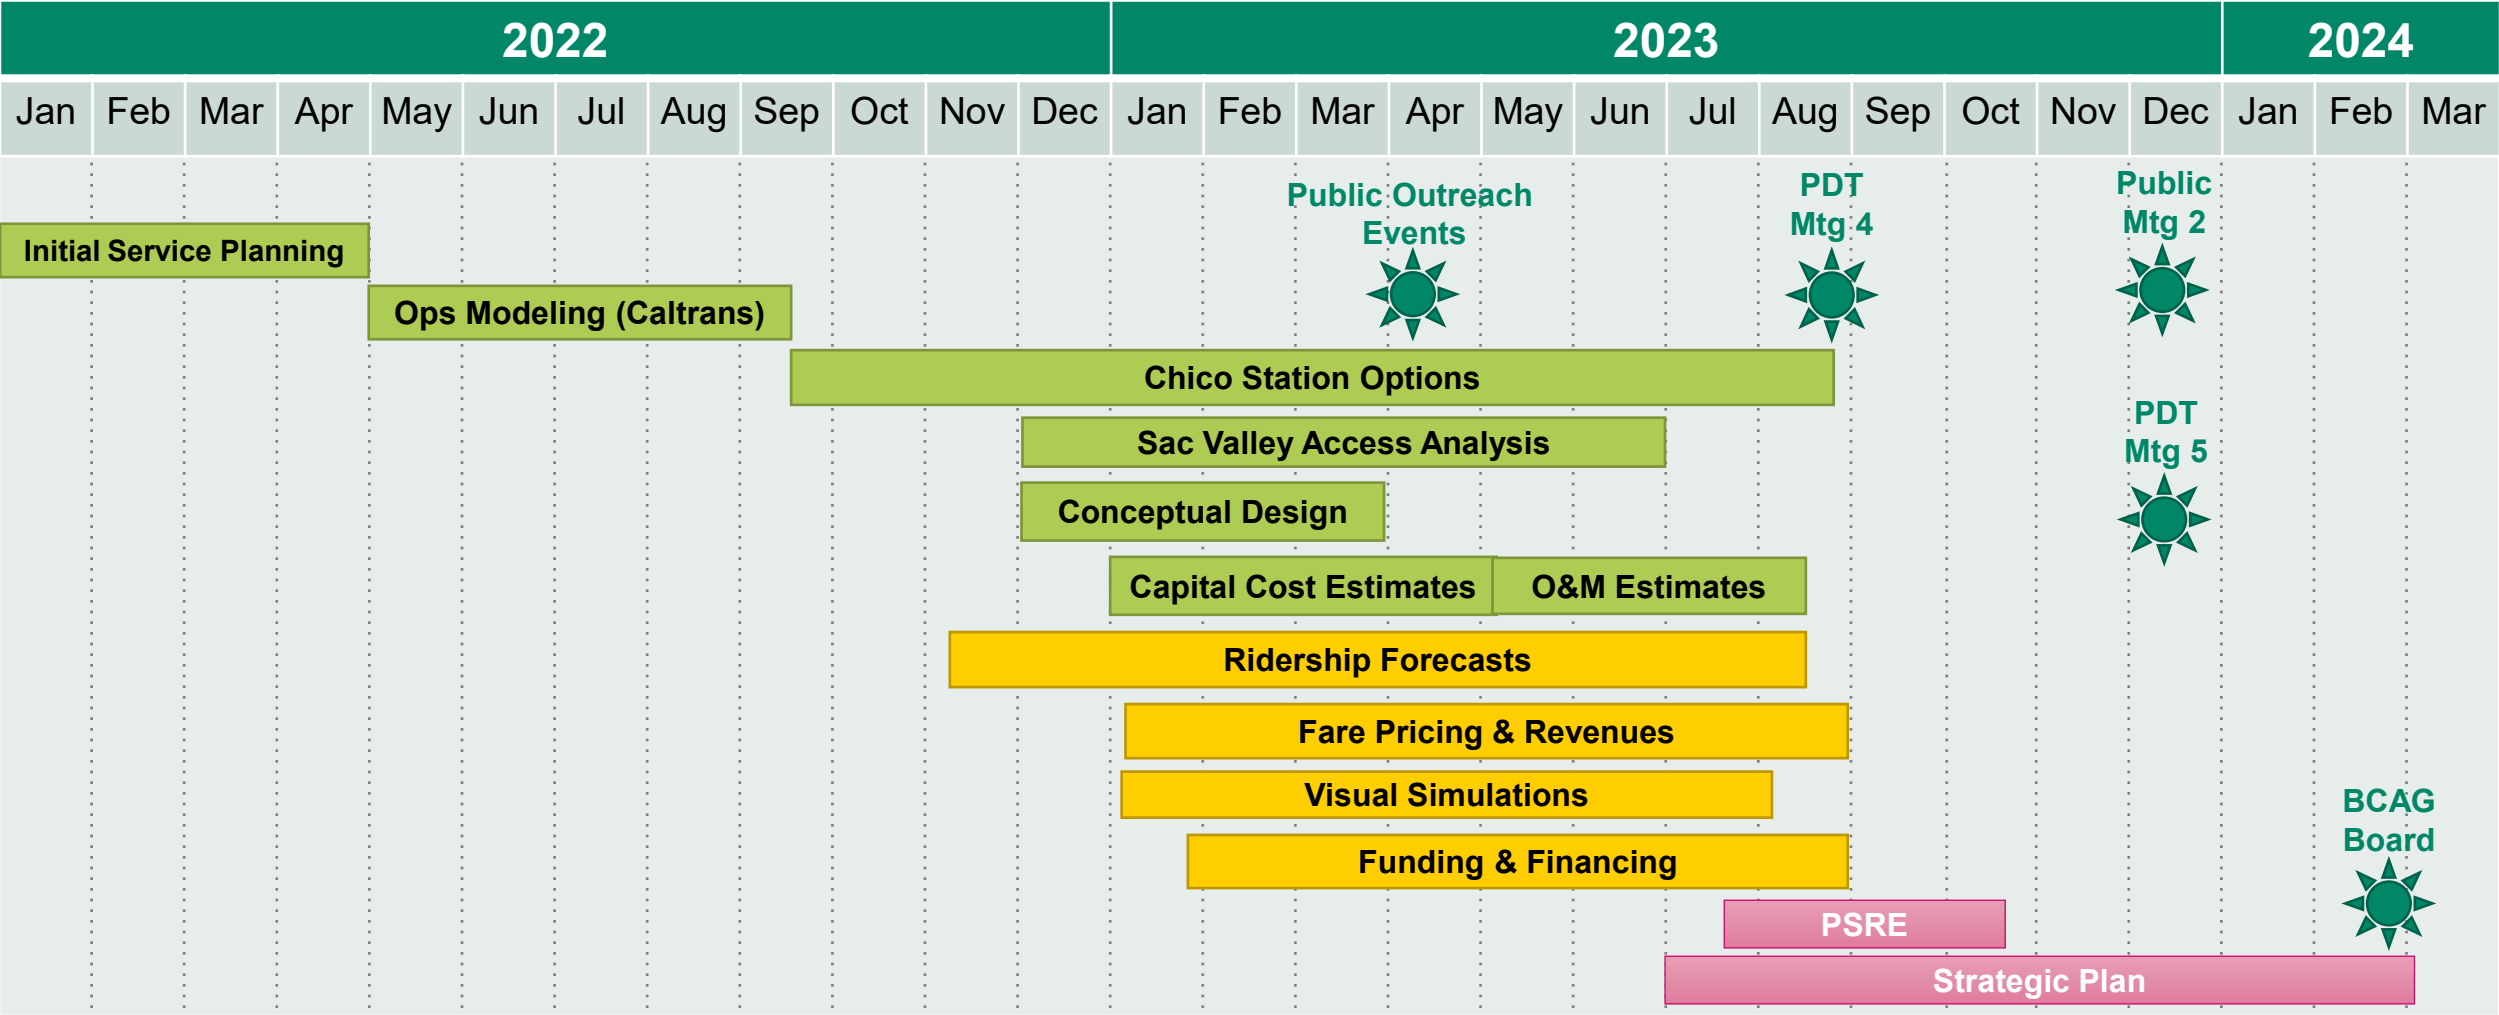 2022 2023 2024
Jan Feb Mar Apr May Jun Jul Aug Sep Oct Nov Dec Jan Feb Mar Apr May Jun Jul Aug Sep Oct Nov Dec Jan Feb Mar
Public Outreach
Events
PDT
Mtg 4
Public
Mtg 2
Initial Service Planning
Ops Modeling (Caltrans)
Chico Station Options
Sac Valley Access Analysis
PDT
Mtg 5
Conceptual Design
Capital Cost Estimates
O&M Estimates
Ridership Forecasts
Fare Pricing & Revenues
Visual Simulations
BCAG
Board
Funding & Financing
PSRE
Strategic Plan